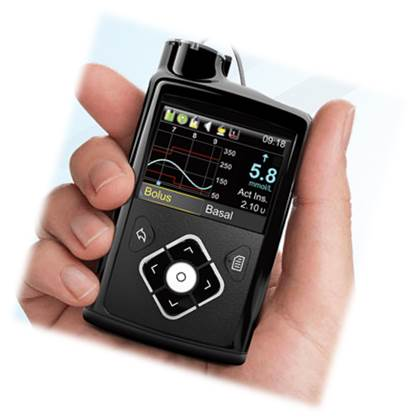 09:18
7 8 9
350
250
150
50
5.8
mmol/L
Act Ins.
2.10 U
Bolus
Basal